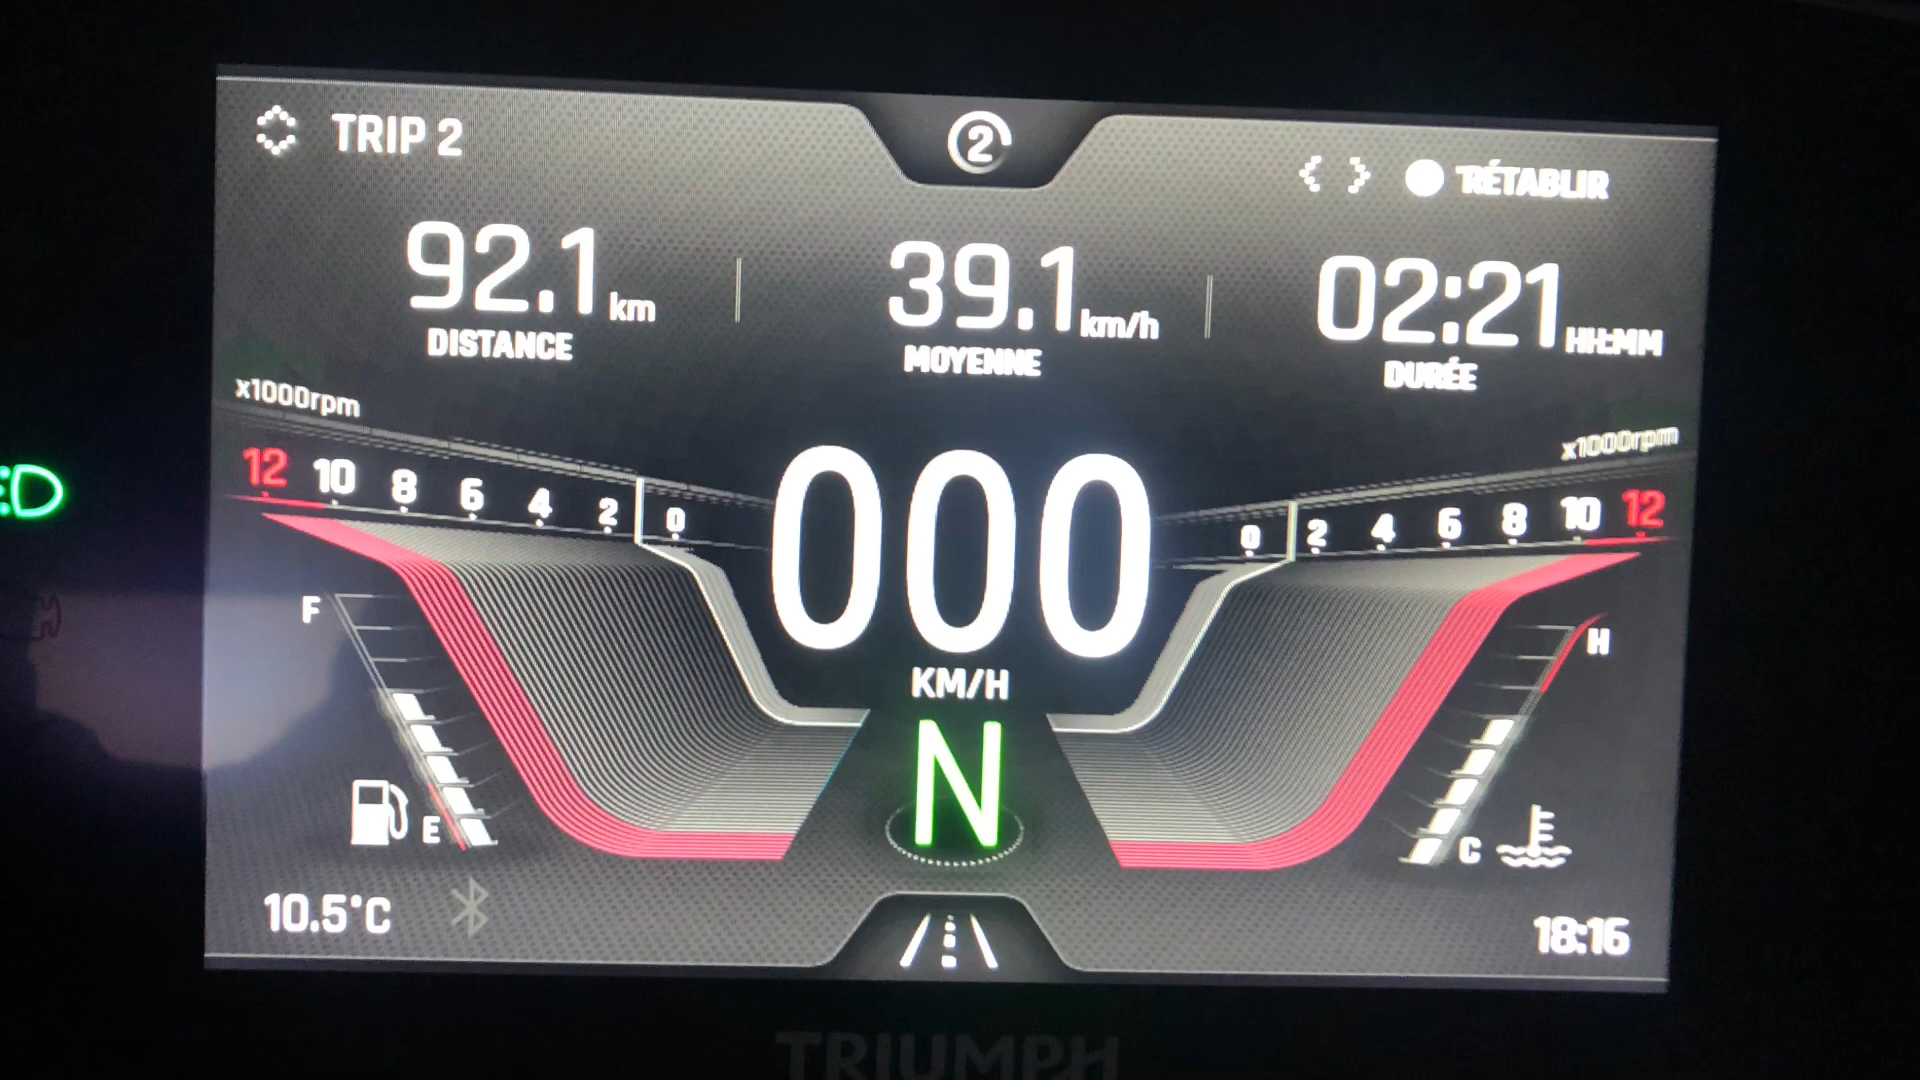 TRIP 2
2
RÉTABLIR
92.1 km
DISTANCE
39.1 km/h
MOYENNE
02:21 HH:MM
DURÉE
x1000rpm
x1000rpm
12 10 8 6 4 2 0
000
0 2 4 6 8 10 12
KM/H
F
H
N
E
C
10.5°C
18:16
TRIUMPH